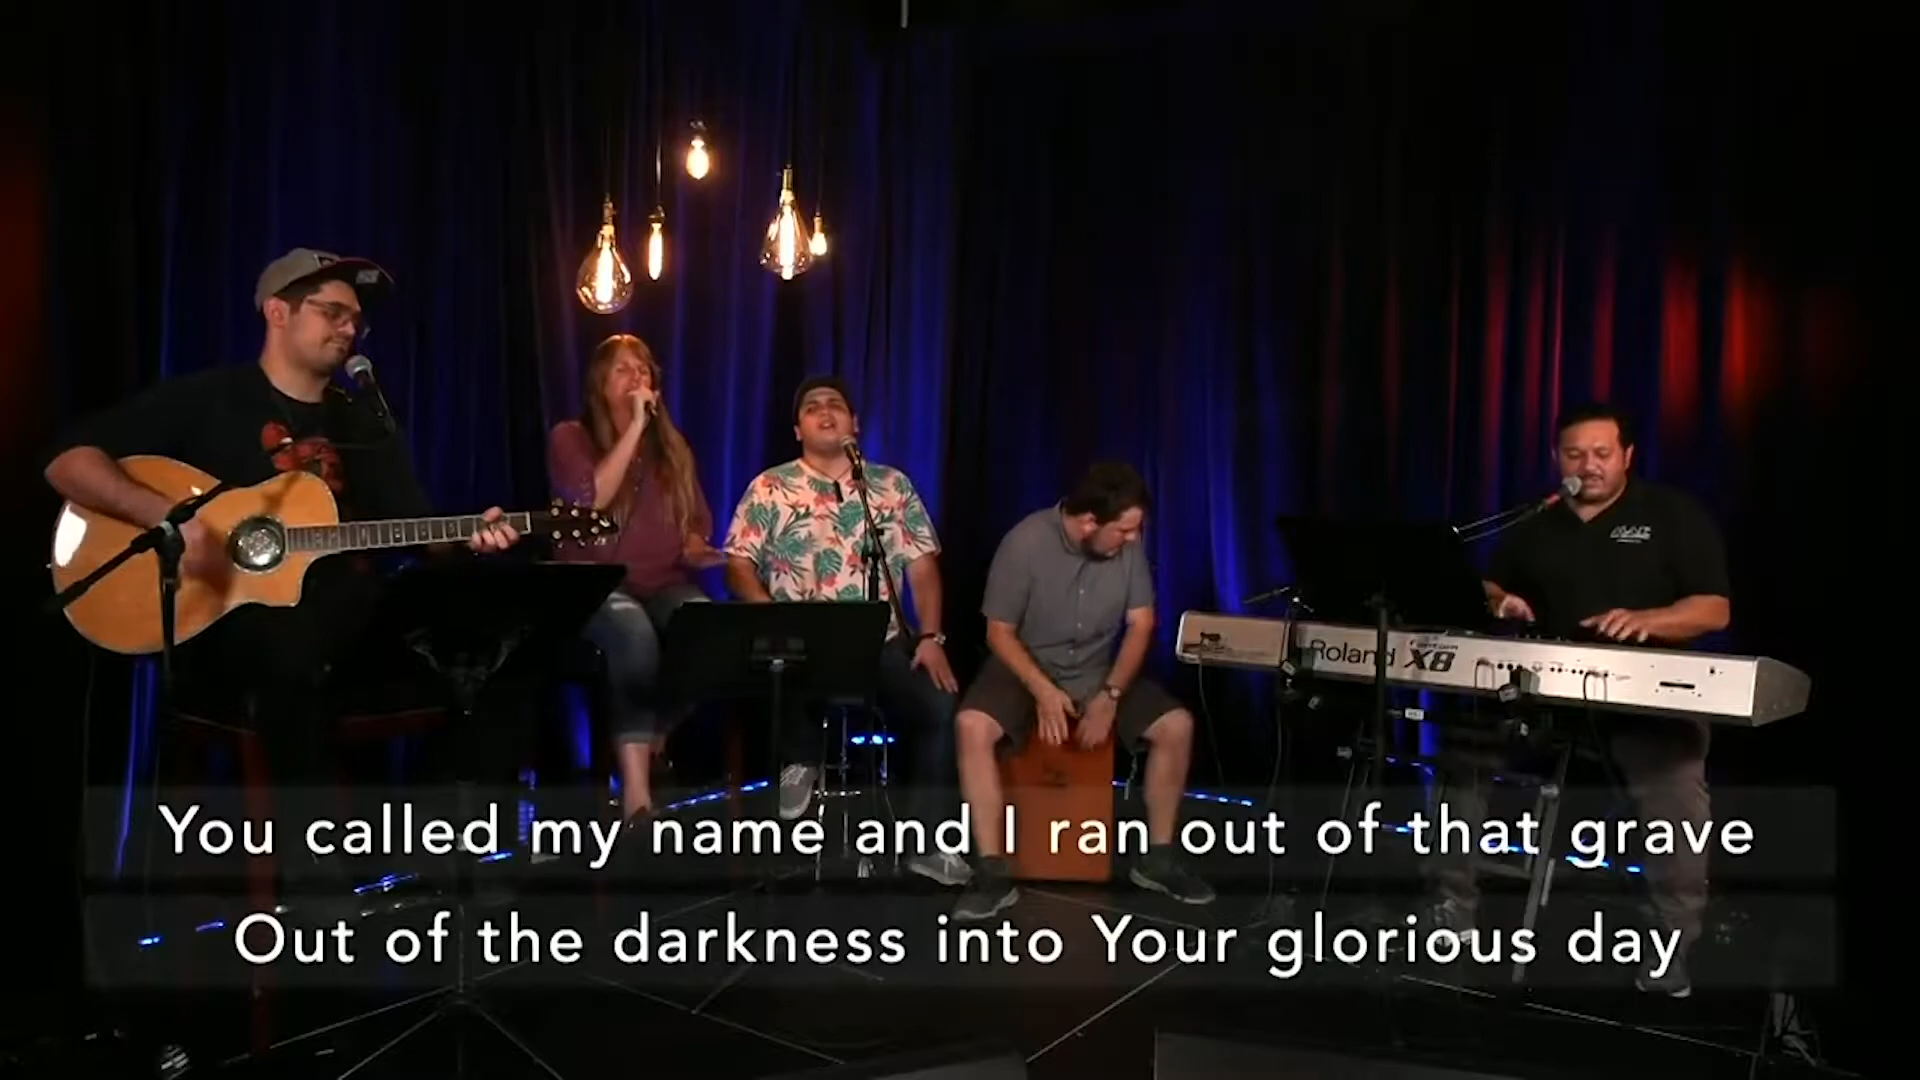 Roland X8
You called my name and I ran out of that grave
Out of the darkness into Your glorious day